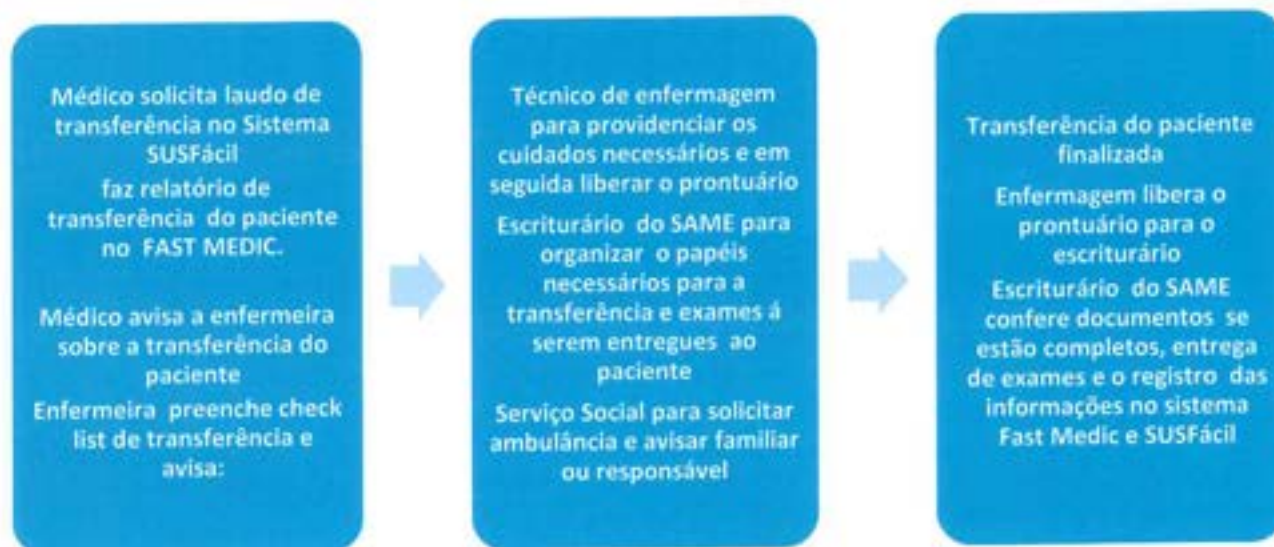 Médico solicita laudo de
transferência no Sistema
SUSFácil
faz relatório de
transferência do paciente
no FAST MEDIC.
Médico avisa a enfermeira
sobre a transferência do
paciente
Enfermeira preenche check
list de transferência e
avisa:
Técnico de enfermagem
para providenciar os
cuidados necessários e em
seguida liberar o prontuário
Escriturário do SAME para
organizar o papéis
necessários para a
transferência e exames á
serem entregues ao
paciente
Serviço Social para solicitar
ambulância e avisar familiar
ou responsável
Transferência do paciente
finalizada
Enfermagem libera o
prontuário para o
escriturário
Escriturário do SAME
confere documentos se
estão completos, entrega
de exames e o registro das
informações no sistema
Fast Medic e SUSFácil